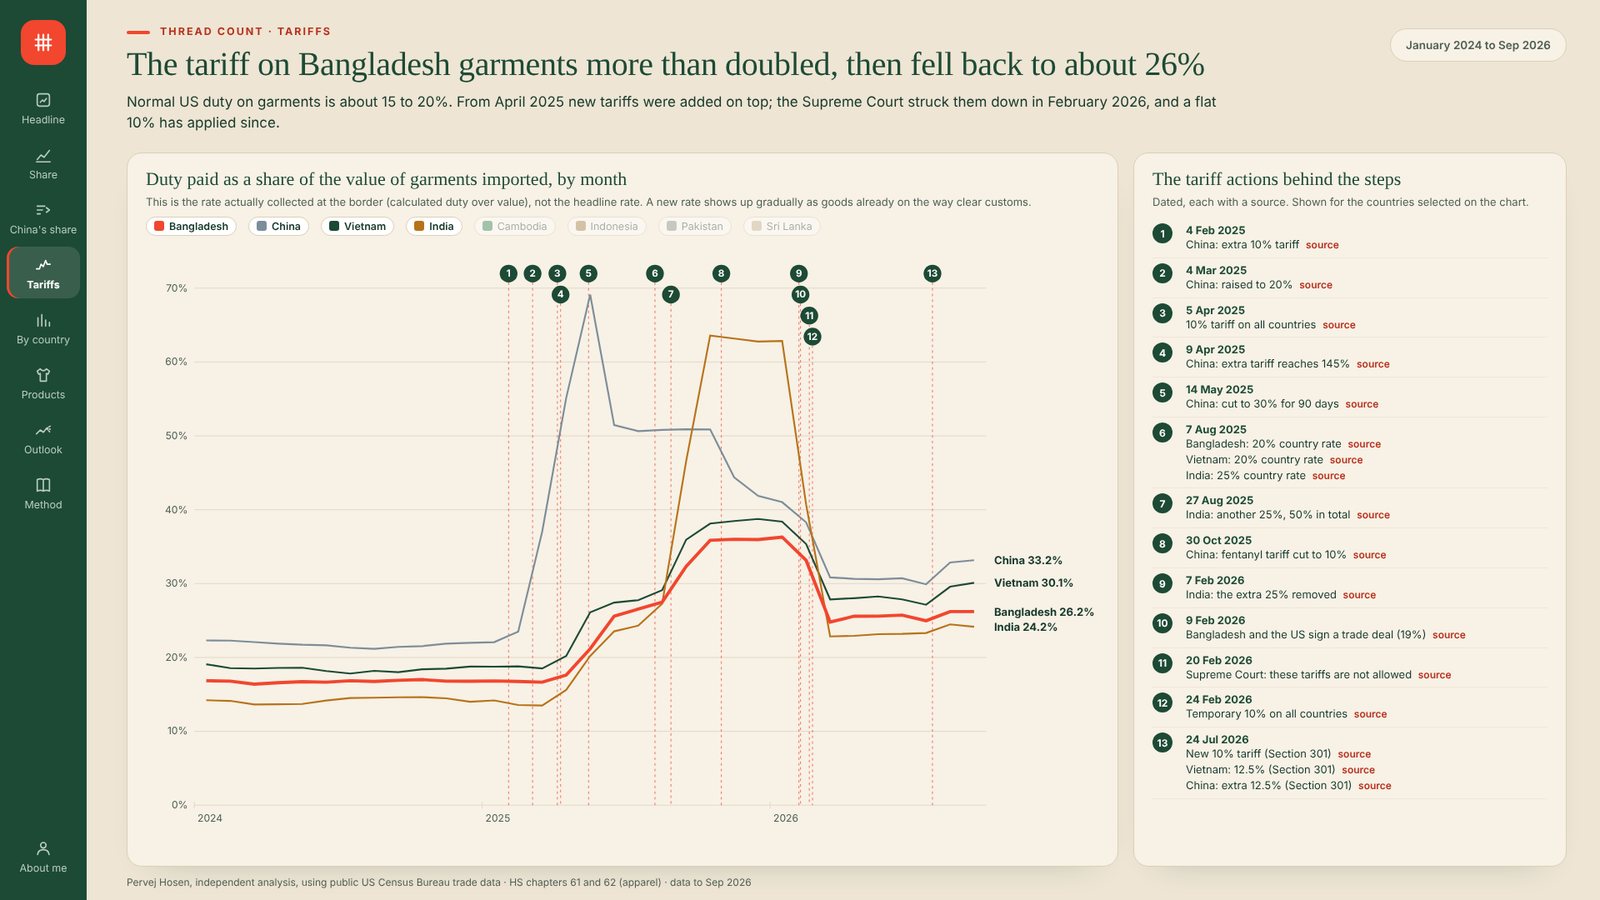 Headline
Share
China's share
Tariffs
By country
Products
Outlook
Method
About me
THREAD COUNT · TARIFFS
The tariff on Bangladesh garments more than doubled, then fell back to about 26%
Normal US duty on garments is about 15 to 20%. From April 2025 new tariffs were added on top; the Supreme Court struck them down in February 2026, and a flat
10% has applied since.
January 2024 to Sep 2026
Duty paid as a share of the value of garments imported, by month
This is the rate actually collected at the border (calculated duty over value), not the headline rate. A new rate shows up gradually as goods already on the way clear customs.
Bangladesh China Vietnam India Cambodia Indonesia Pakistan Sri Lanka
1 2 3 5 6 8 9 13
4 7 10
11
12
70%
60%
50%
40%
30%
20%
10%
0%
China 33.2%
Vietnam 30.1%
Bangladesh 26.2%
India 24.2%
2024 2025 2026
The tariff actions behind the steps
Dated, each with a source. Shown for the countries selected on the chart.
1 4 Feb 2025
China: extra 10% tariff source
2 4 Mar 2025
China: raised to 20% source
3 5 Apr 2025
10% tariff on all countries source
4 9 Apr 2025
China: extra tariff reaches 145% source
5 14 May 2025
China: cut to 30% for 90 days source
6 7 Aug 2025
Bangladesh: 20% country rate source
Vietnam: 20% country rate source
India: 25% country rate source
7 27 Aug 2025
India: another 25%, 50% in total source
8 30 Oct 2025
China: fentanyl tariff cut to 10% source
9 7 Feb 2026
India: the extra 25% removed source
10 9 Feb 2026
Bangladesh and the US sign a trade deal (19%) source
11 20 Feb 2026
Supreme Court: these tariffs are not allowed source
12 24 Feb 2026
Temporary 10% on all countries source
13 24 Jul 2026
New 10% tariff (Section 301) source
Vietnam: 12.5% (Section 301) source
China: extra 12.5% (Section 301) source
Pervej Hosen, independent analysis, using public US Census Bureau trade data · HS chapters 61 and 62 (apparel) · data to Sep 2026